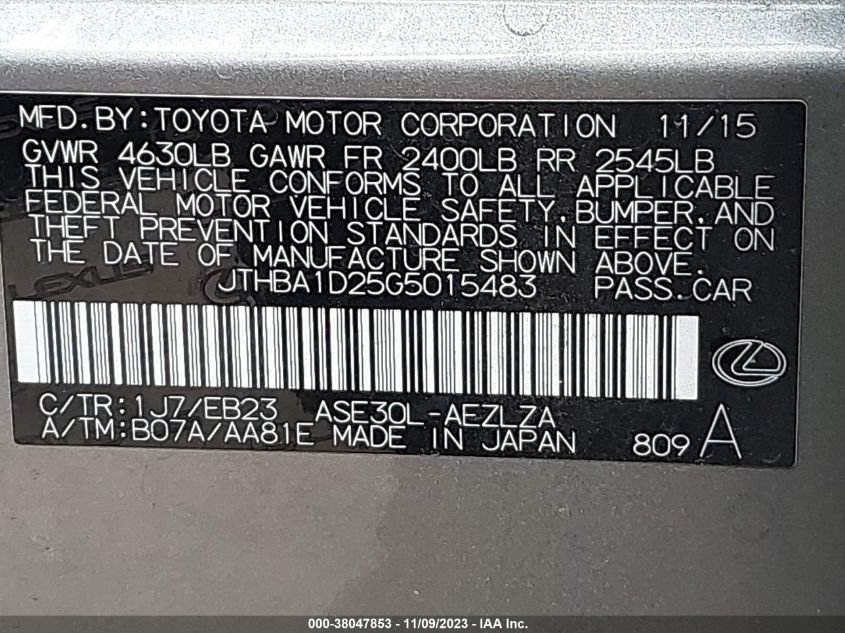 MFD.BY:TOYOTA MOTOR CORPORATION 11/15
GVWR 4630LB GAWR FR 2400LB RR 2545LB
THIS VEHICLE CONFORMS TO ALL APPLICABLE
FEDERAL MOTOR VEHICLE SAFETY,BUMPER,AND
THEFT PREVENTION STANDARDS IN EFFECT ON
THE DATE OF MANUFACTURE SHOWN ABOVE.
LEXUS
JTHBA1D25G5015483 PASS.CAR
C/TR:1J7/EB23 ASE30L-AEZLZA
A/TM:B07A/AA81E MADE IN JAPAN 809 A
000-38047853 - 11/09/2023 - IAA Inc.